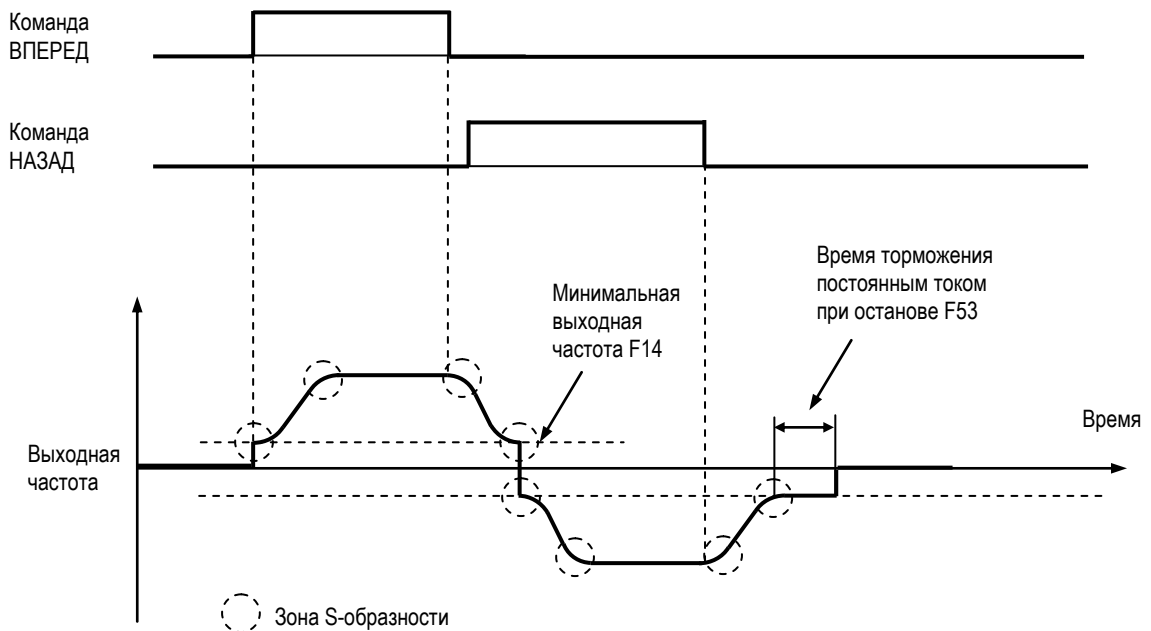 Команда
ВПЕРЕД
Команда
НАЗАД
Время торможения
постоянным током
при останове F53
Минимальная
выходная
частота F14
Время
Выходная
частота
Зона S-образности